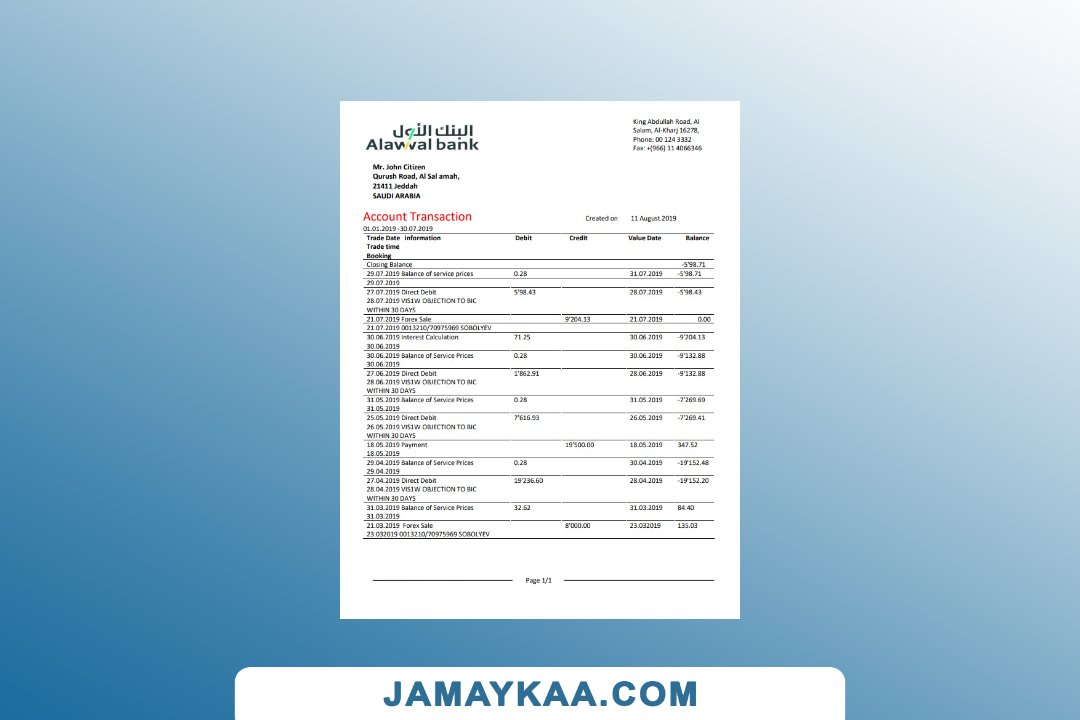 البنك الأول
Alawwal bank
King Abdullah Road, Al
Salam, Al-Kharj 16278,
Phone: 00 124 3332
Fax: +(966) 11 4066346
Mr. John Citizen
Qurush Road, Al Sal amah,
21411 Jeddah
SAUDI ARABIA
Account Transaction Created on 11 August 2019
01.01.2019 -30.07.2019
Trade Date information Debit Credit Value Date Balance
Trade time
Booking
Closing Balance -5'98.71
29.07.2019 Balance of service prices 0.28 31.07.2019 -5'98.71
29.07.2019
27.07.2019 Direct Debit 5'98.43 28.07.2019 -5'98.43
28.07.2019 VIS1W OBJECTION TO BIC
WITHIN 30 DAYS
21.07.2019 Forex Sale 9'204.13 21.07.2019 0.00
21.07.2019 0013210/70975969 SOBOLYEV
30.06.2019 Interest Calculation 71.25 30.06.2019 -9'204.13
30.06.2019
30.06.2019 Balance of Service Prices 0.28 30.06.2019 -9'132.88
30.06.2019
27.06.2019 Direct Debit 1'862.91 28.06.2019 -9'132.88
28.06.2019 VIS1W OBJECTION TO BIC
WITHIN 30 DAYS
31.05.2019 Balance of Service Prices 0.28 31.05.2019 -7'269.69
31.05.2019
25.05.2019 Direct Debit 7'616.93 26.05.2019 -7'269.41
26.05.2019 VIS1W OBJECTION TO BIC
WITHIN 30 DAYS
18.05.2019 Payment 19'500.00 18.05.2019 347.52
18.05.2019
29.04.2019 Balance of Service Prices 0.28 30.04.2019 -19'152.48
29.04.2019
27.04.2019 Direct Debit 19'236.60 28.04.2019 -19'152.20
28.04.2019 VIS1W OBJECTION TO BIC
WITHIN 30 DAYS
31.03.2019 Balance of Service Prices 32.62 31.03.2019 84.40
31.03.2019
21.03.2019 Forex Sale 8'000.00 23.032019 135.03
23.032019 0013210/70975969 SOBOLYEV
Page 1/1
JAMAYKAA.COM